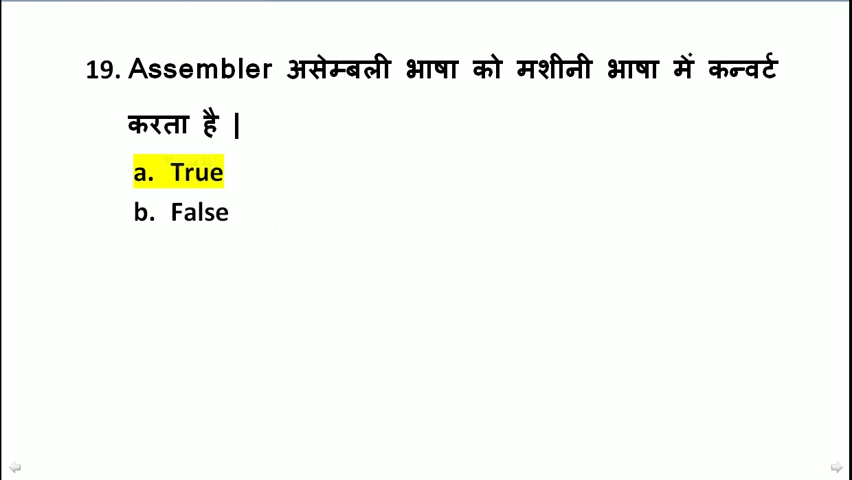 19. Assembler असेम्बली भाषा को मशीनी भाषा में कन्वर्ट
करता है |
a. True
b. False